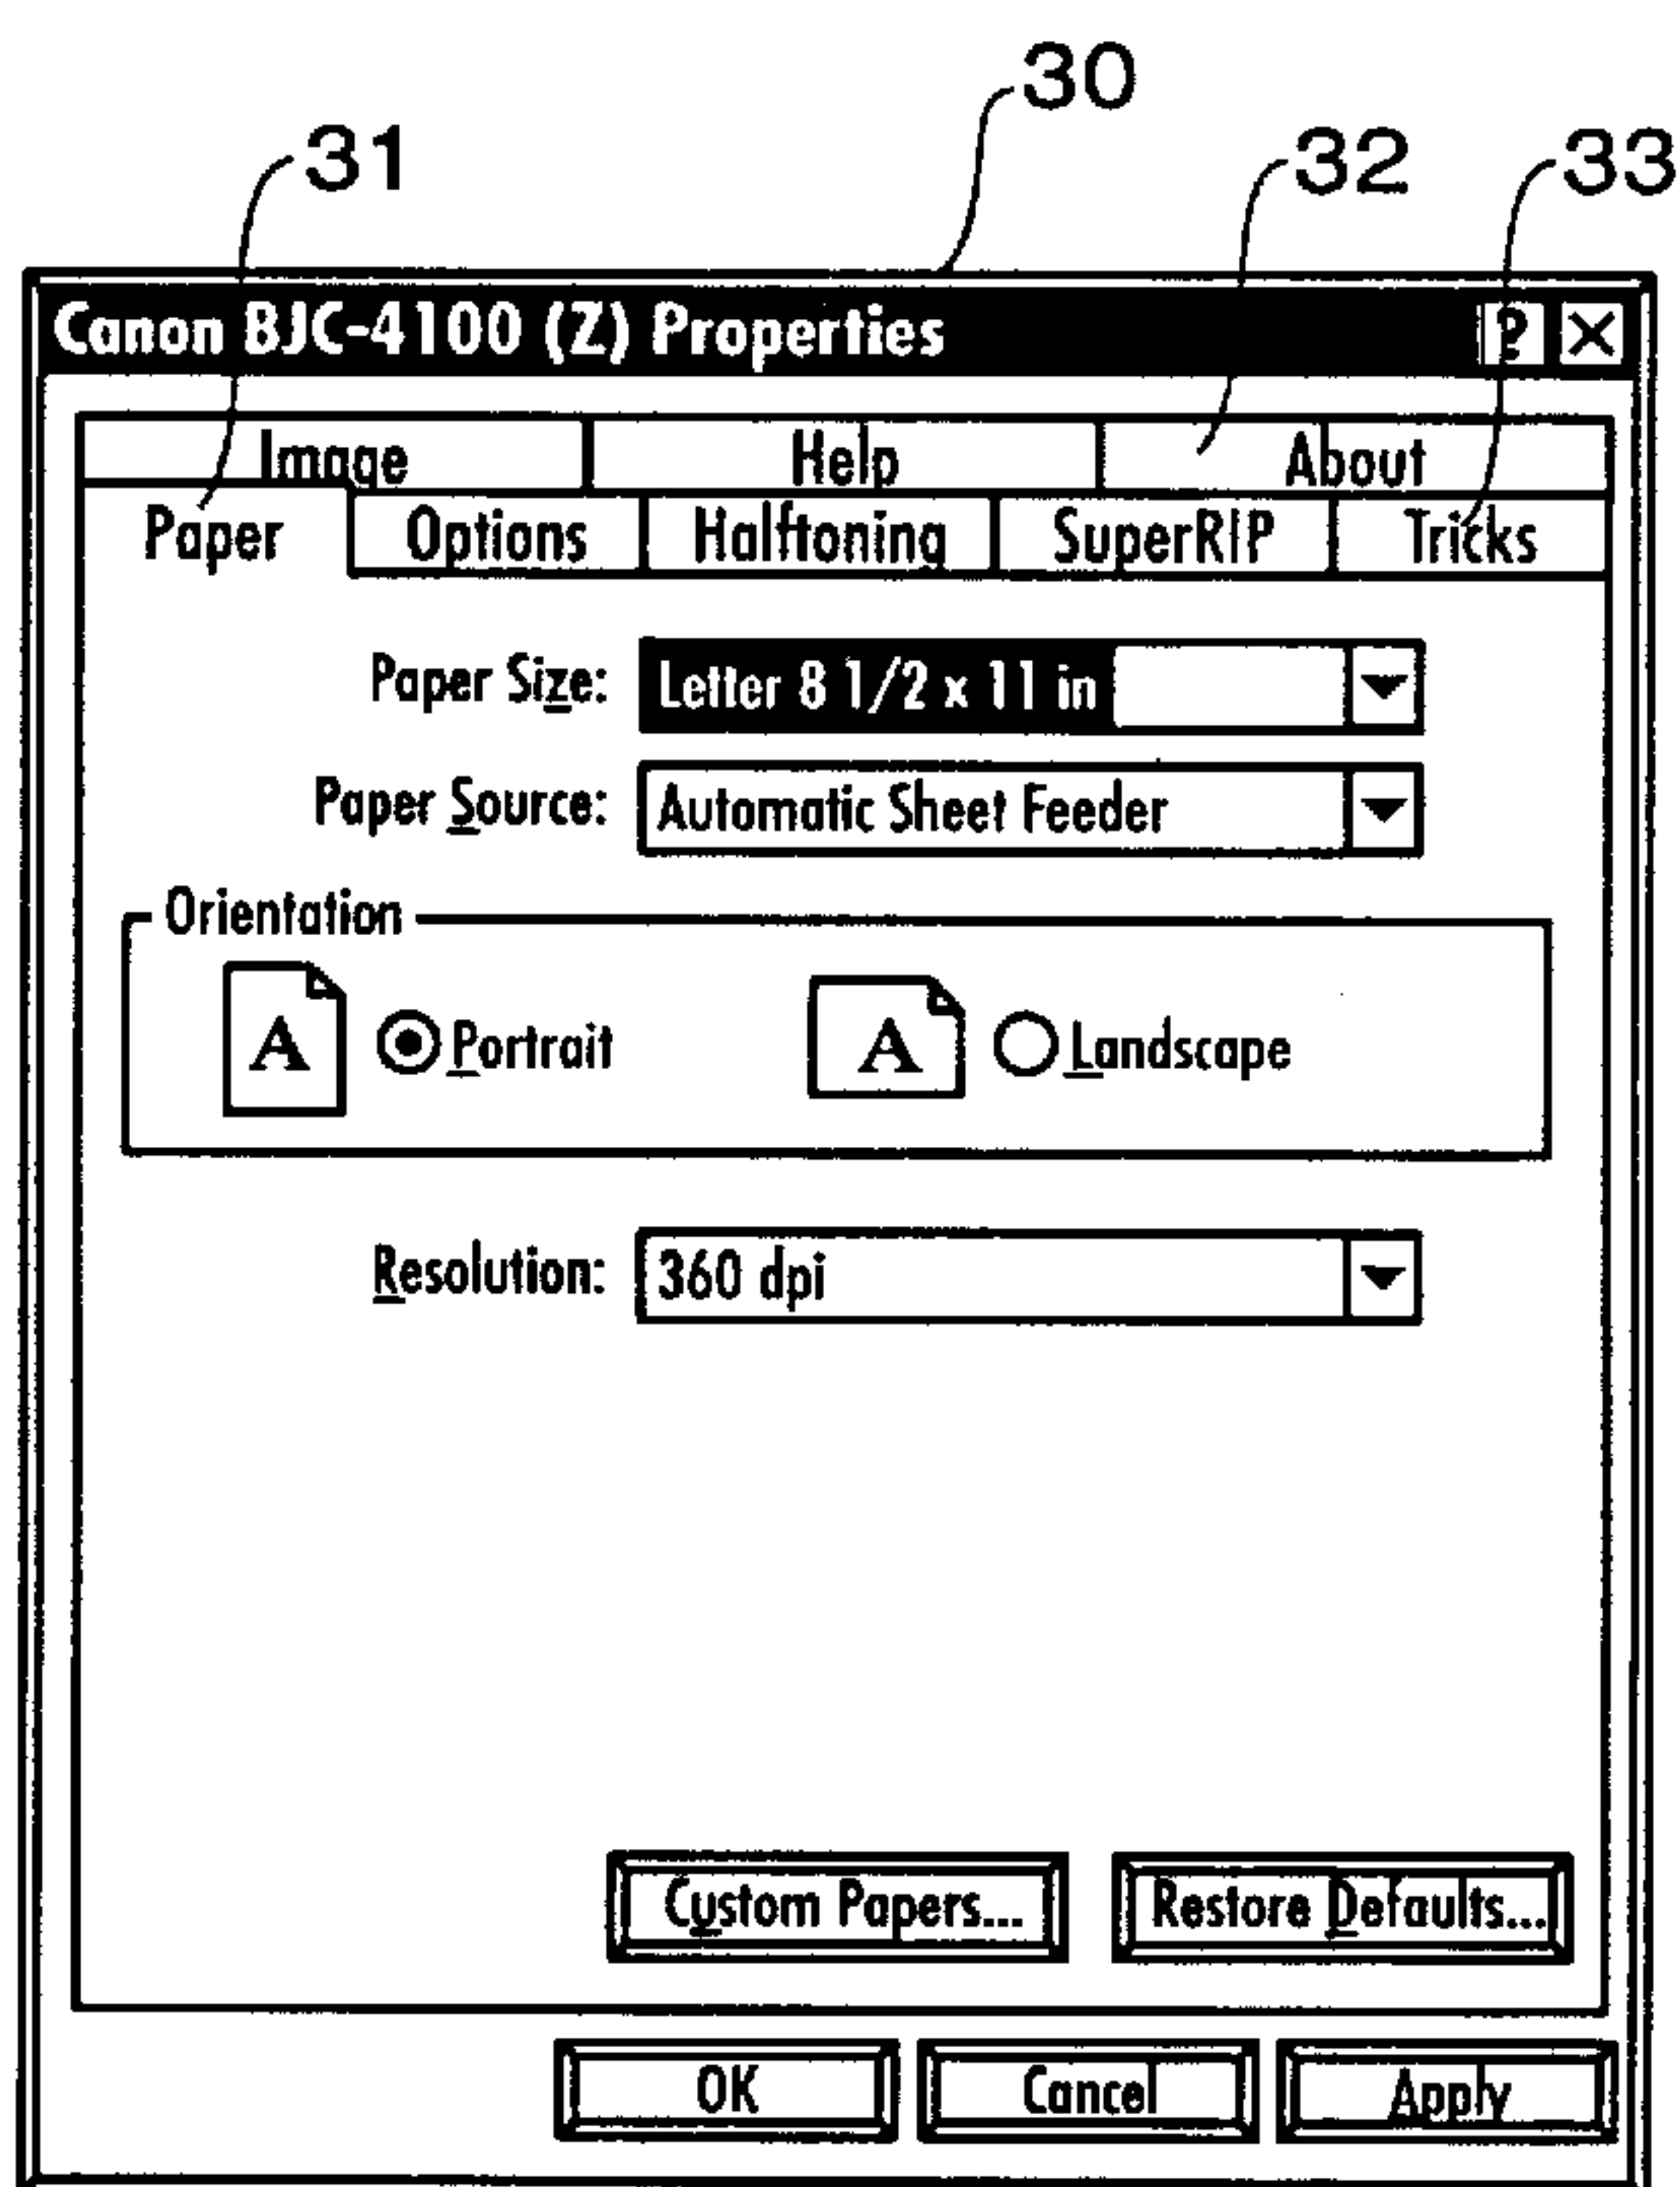 30
31 32 33
Canon BJC-4100 (Z) Properties ? X
Image Help About
Paper Options Halftoning SuperRIP Tricks
Paper Size: Letter 8 1/2 x 11 in
Paper Source: Automatic Sheet Feeder
Orientation
A Portrait A Landscape
Resolution: 360 dpi
Custom Papers... Restore Defaults...
OK Cancel Apply